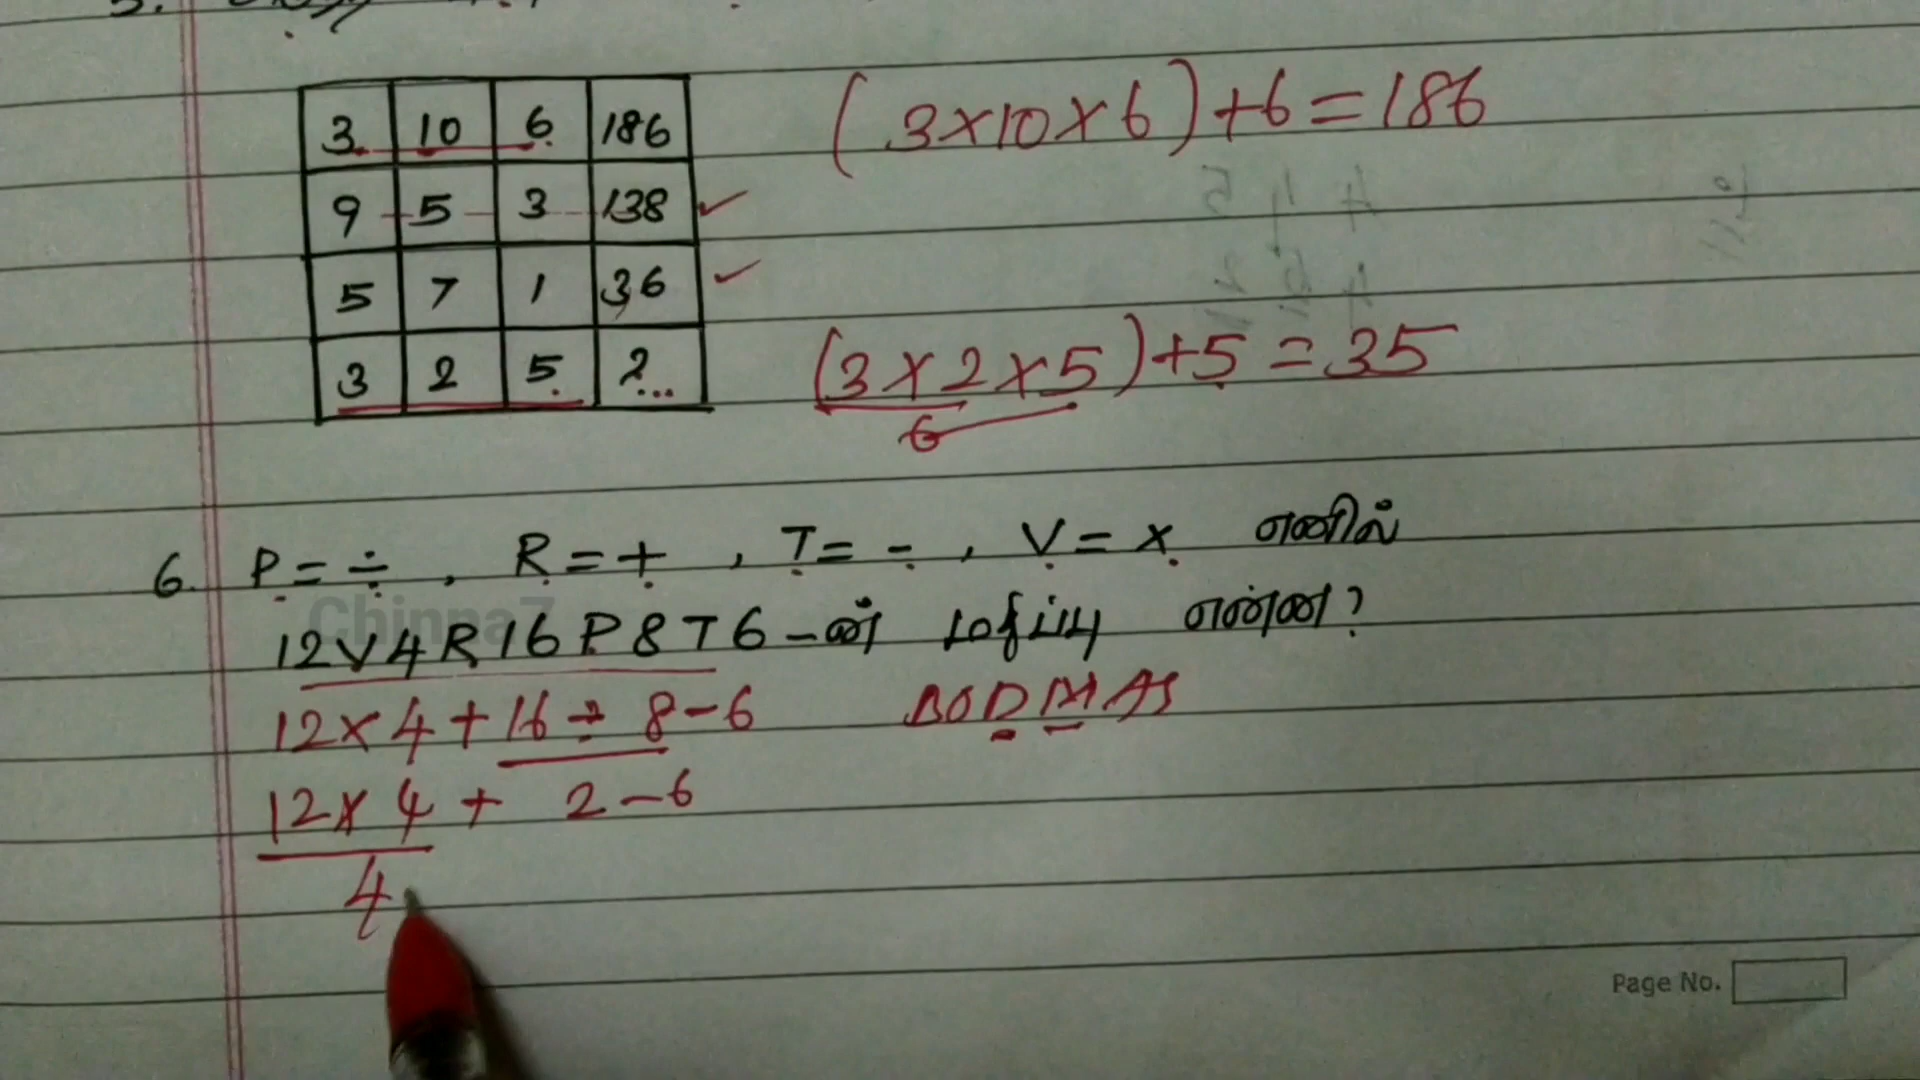 3 10 6 186
(3×10×6)+6=186
9 5 3 138 ✓
5 7 1 36 ✓
3 2 5 ?...
(3×2×5)+5=35
6
6. P = ÷ , R = + , T = - , V = × எனில்
Chinna7
12V4R16P8T6 -ன் மதிப்பு என்ன?
12×4+16÷8-6 BODMAS
12×4+ 2-6
4
Page No.